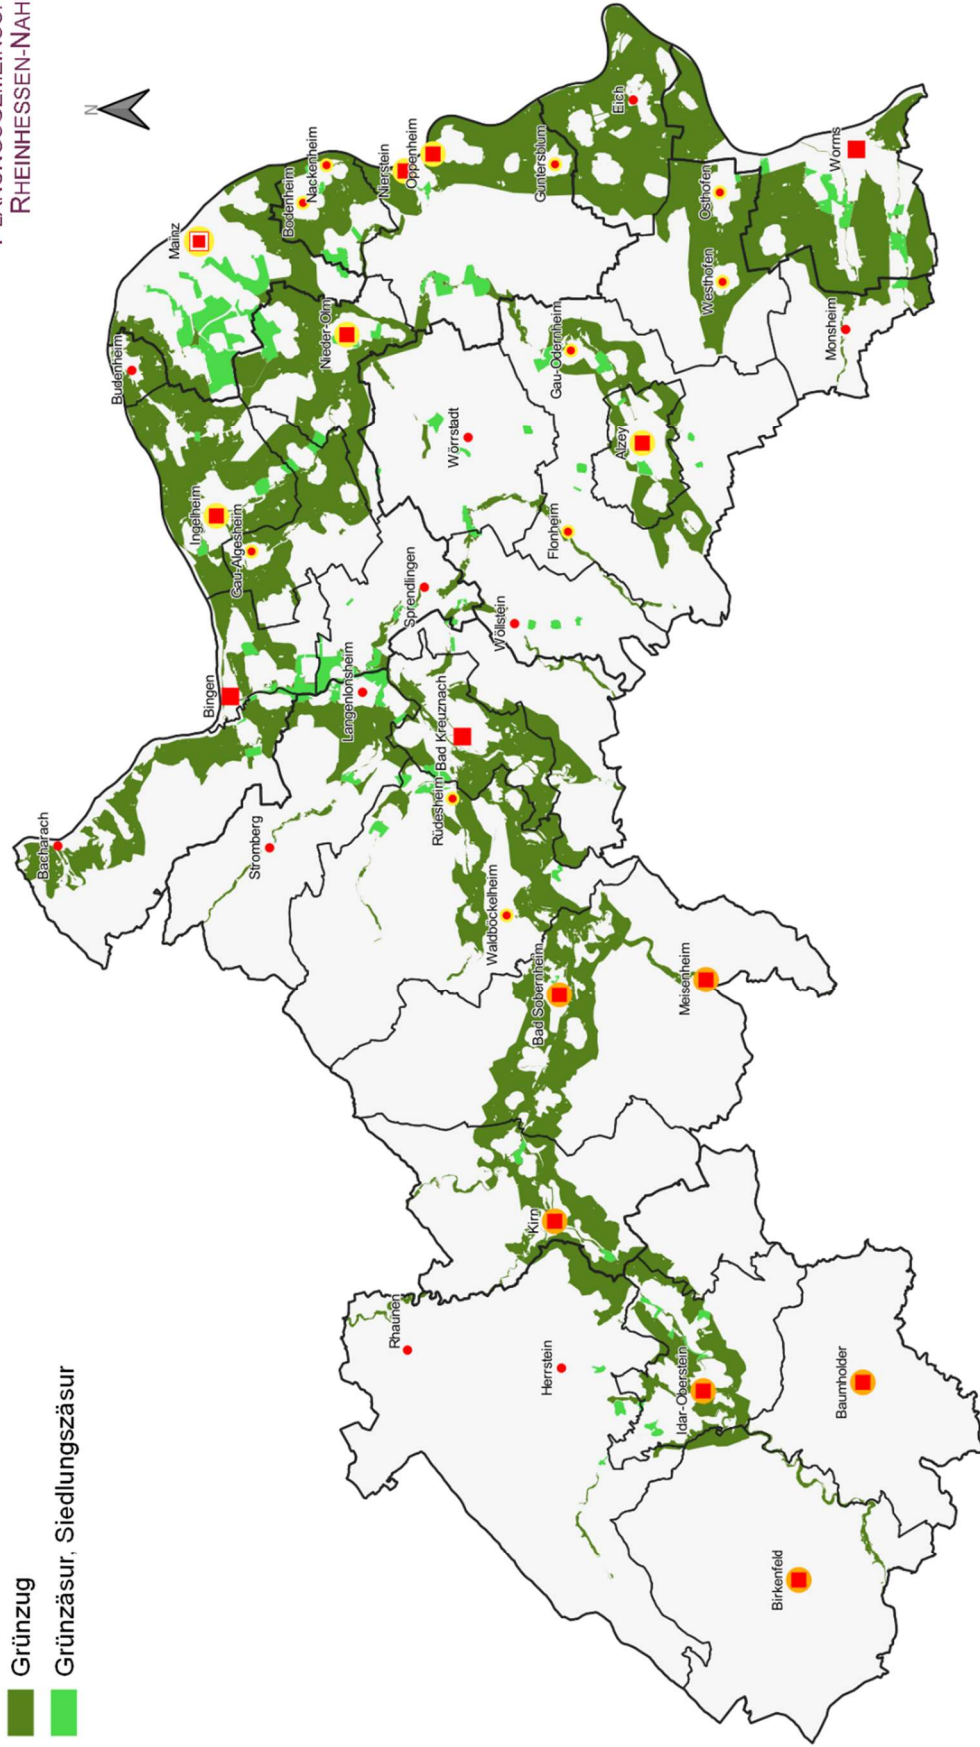 RHEINHESSEN-NAH
N
Grünzug
Grünzäsur, Siedlungszäsur
Bacharach
Stromberg
Bingen
Gau-Algesheim
Ingelheim
Budenheim
Mainz
Bodenheim
Nackenheim
Nierstein
Oppenheim
Nieder-Olm
Wörrstadt
Sprendlingen
Langenlonsheim
Bad Kreuznach
Rüdesheim
Waldböckelheim
Wöllstein
Flonheim
Gau-Odernheim
Alzey
Guntersblum
Eich
Osthofen
Westhofen
Worms
Monsheim
Bad Sobernheim
Meisenheim
Kirn
Rhaunen
Herrstein
Idar-Oberstein
Baumholder
Birkenfeld